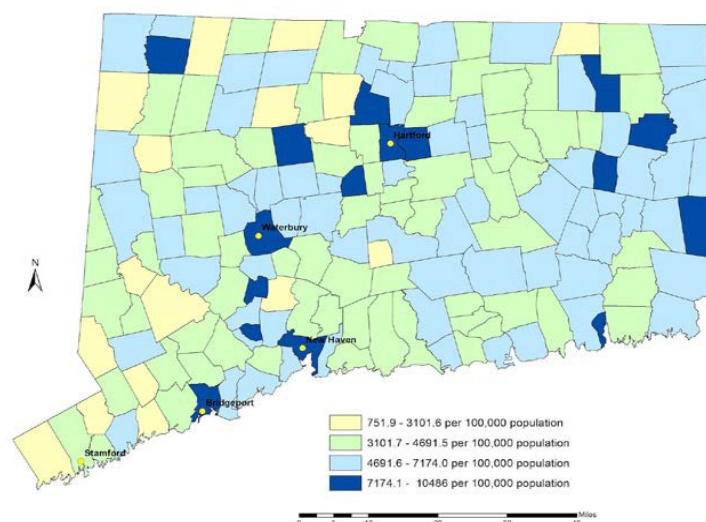 Hartford
Waterbury
N
New Haven
Bridgeport
Stamford
751.9 - 3101.6 per 100,000 population
3101.7 - 4691.5 per 100,000 population
4691.6 - 7174.0 per 100,000 population
7174.1 - 10486 per 100,000 population
Miles